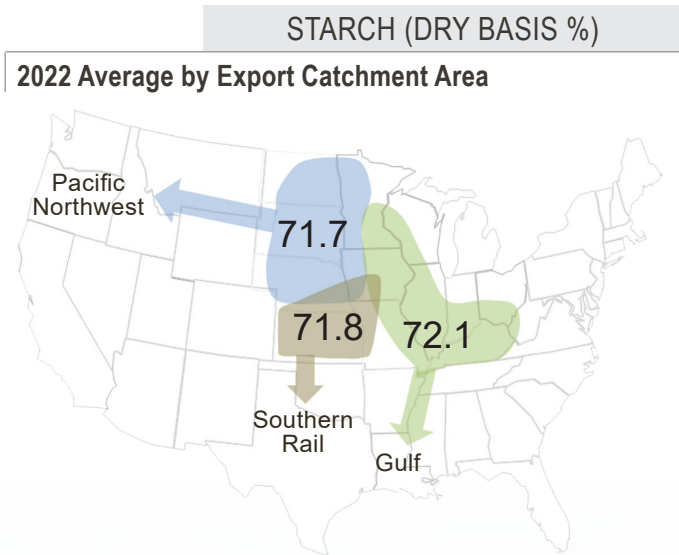 STARCH (DRY BASIS %)
2022 Average by Export Catchment Area
Pacific
Northwest
71.7
71.8
72.1
Southern
Rail
Gulf